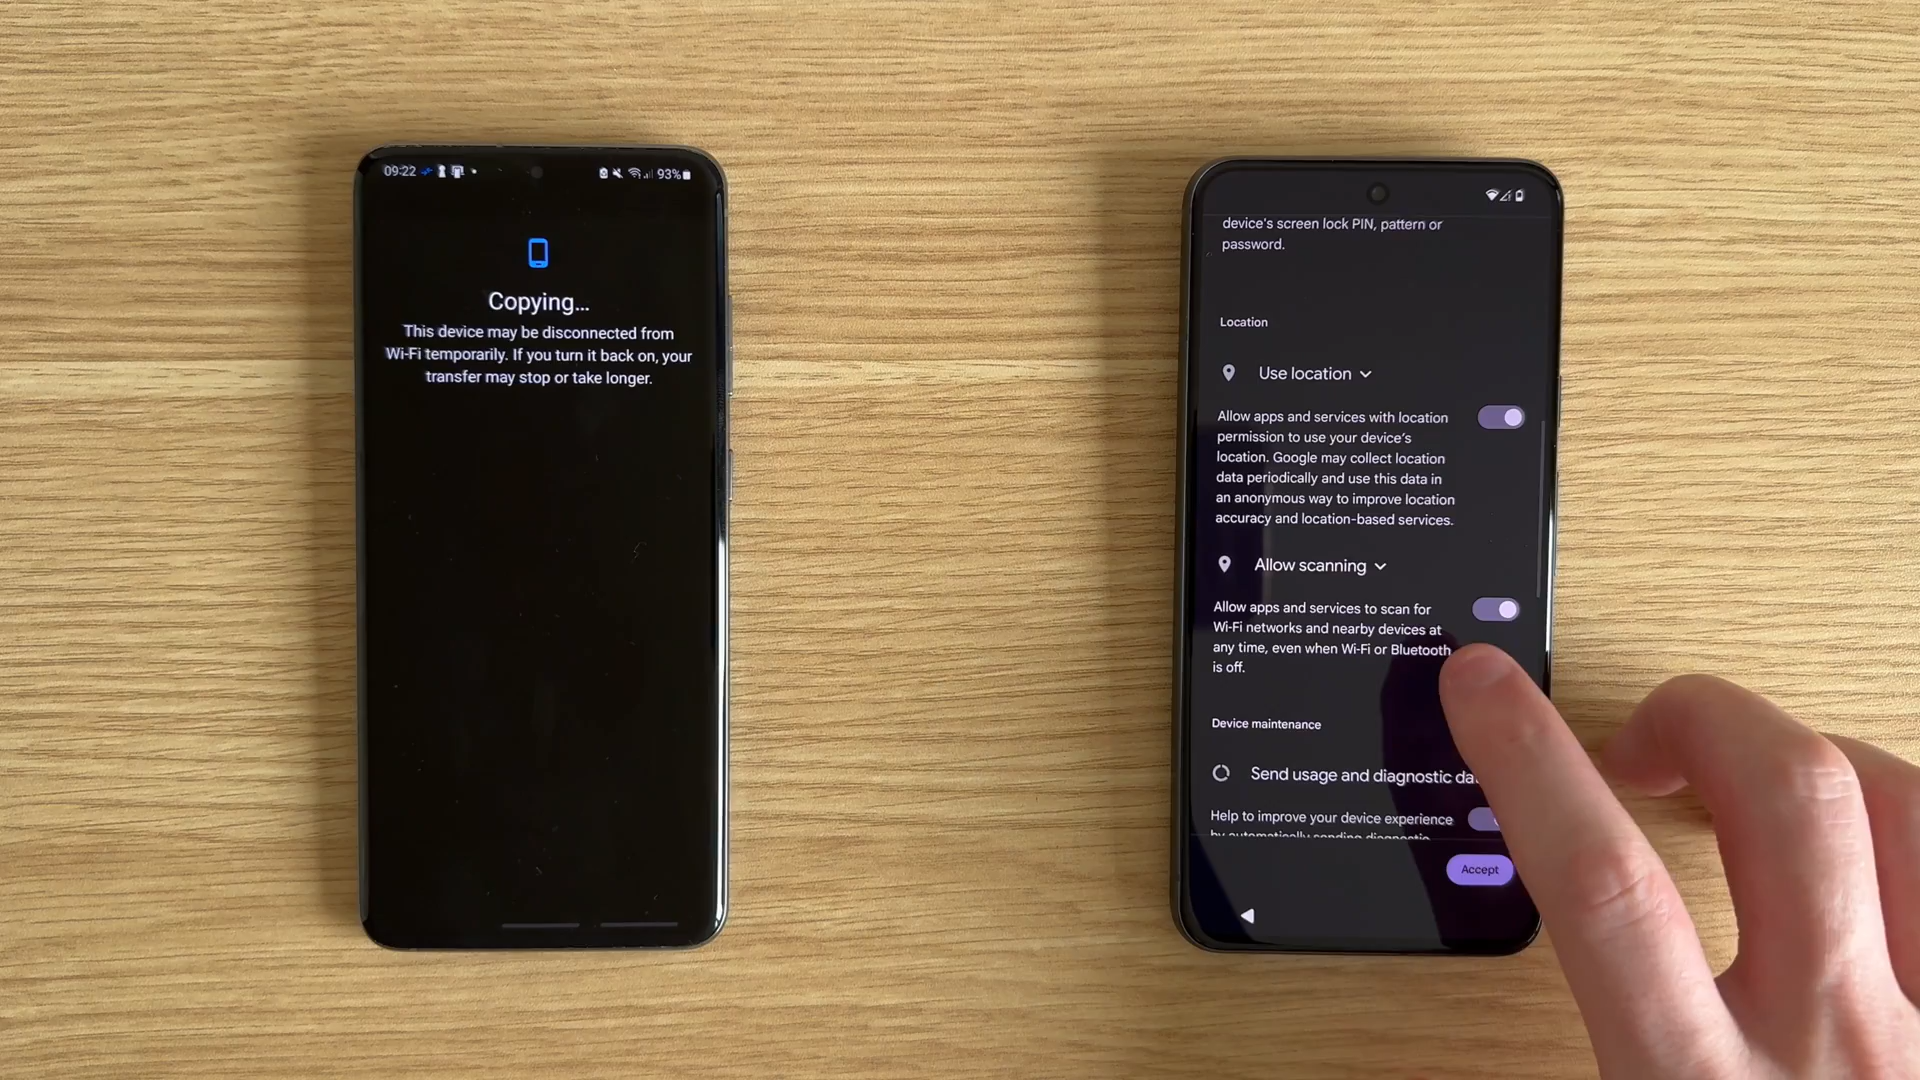 09:22
93%
Copying...
This device may be disconnected from
Wi-Fi temporarily. If you turn it back on, your
transfer may stop or take longer.
device's screen lock PIN, pattern or
password.
Location
Use location
Allow apps and services with location
permission to use your device's
location. Google may collect location
data periodically and use this data in
an anonymous way to improve location
accuracy and location-based services.
Allow scanning
Allow apps and services to scan for
Wi-Fi networks and nearby devices at
any time, even when Wi-Fi or Bluetooth
is off.
Device maintenance
Send usage and diagnostic da
Help to improve your device experience
by automatically sending diagnostic
Accept